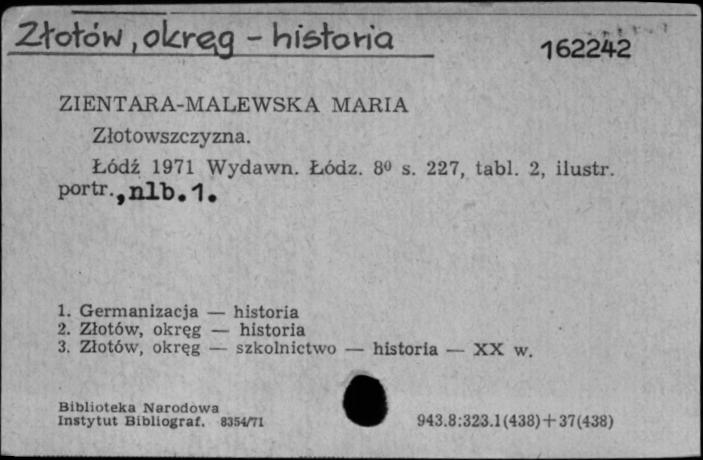 Złotów, okręg - historia
162242
ZIENTARA-MALEWSKA MARIA
Złotowszczyzna.
Łódź 1971 Wydawn. Łódz. 8⁰ s. 227, tabl. 2, ilustr.
portr., nlb. 1.
1. Germanizacja — historia
2. Złotów, okręg — historia
3. Złotów, okręg — szkolnictwo — historia — XX w.
Biblioteka Narodowa
Instytut Bibliograf. 8354/71
943.8:323.1(438)+37(438)